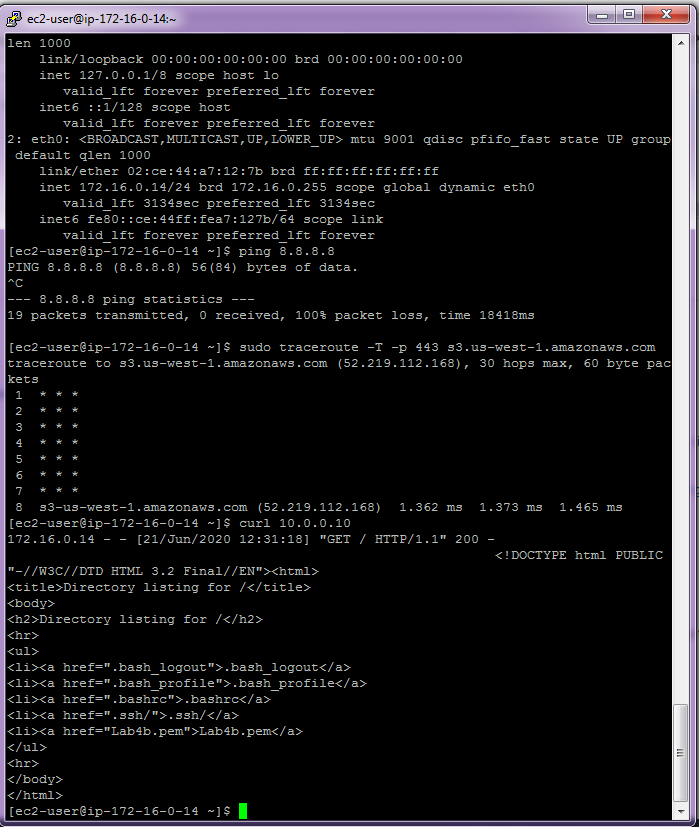 ec2-user@ip-172-16-0-14:~
len 1000
    link/loopback 00:00:00:00:00:00 brd 00:00:00:00:00:00
    inet 127.0.0.1/8 scope host lo
       valid_lft forever preferred_lft forever
    inet6 ::1/128 scope host
       valid_lft forever preferred_lft forever
2: eth0: <BROADCAST,MULTICAST,UP,LOWER_UP> mtu 9001 qdisc pfifo_fast state UP group
 default qlen 1000
    link/ether 02:ce:44:a7:12:7b brd ff:ff:ff:ff:ff:ff
    inet 172.16.0.14/24 brd 172.16.0.255 scope global dynamic eth0
       valid_lft 3134sec preferred_lft 3134sec
    inet6 fe80::ce:44ff:fea7:127b/64 scope link
       valid_lft forever preferred_lft forever
[ec2-user@ip-172-16-0-14 ~]$ ping 8.8.8.8
PING 8.8.8.8 (8.8.8.8) 56(84) bytes of data.
^C
--- 8.8.8.8 ping statistics ---
19 packets transmitted, 0 received, 100% packet loss, time 18418ms

[ec2-user@ip-172-16-0-14 ~]$ sudo traceroute -T -p 443 s3.us-west-1.amazonaws.com
traceroute to s3.us-west-1.amazonaws.com (52.219.112.168), 30 hops max, 60 byte pac
kets
 1  * * *
 2  * * *
 3  * * *
 4  * * *
 5  * * *
 6  * * *
 7  * * *
 8  s3-us-west-1.amazonaws.com (52.219.112.168)  1.362 ms  1.373 ms  1.465 ms
[ec2-user@ip-172-16-0-14 ~]$ curl 10.0.0.10
172.16.0.14 - - [21/Jun/2020 12:31:18] "GET / HTTP/1.1" 200 -
                                                             <!DOCTYPE html PUBLIC
"-//W3C//DTD HTML 3.2 Final//EN"><html>
<title>Directory listing for /</title>
<body>
<h2>Directory listing for /</h2>
<hr>
<ul>
<li><a href=".bash_logout">.bash_logout</a>
<li><a href=".bash_profile">.bash_profile</a>
<li><a href=".bashrc">.bashrc</a>
<li><a href=".ssh/">.ssh/</a>
<li><a href="Lab4b.pem">Lab4b.pem</a>
</ul>
<hr>
</body>
</html>
[ec2-user@ip-172-16-0-14 ~]$